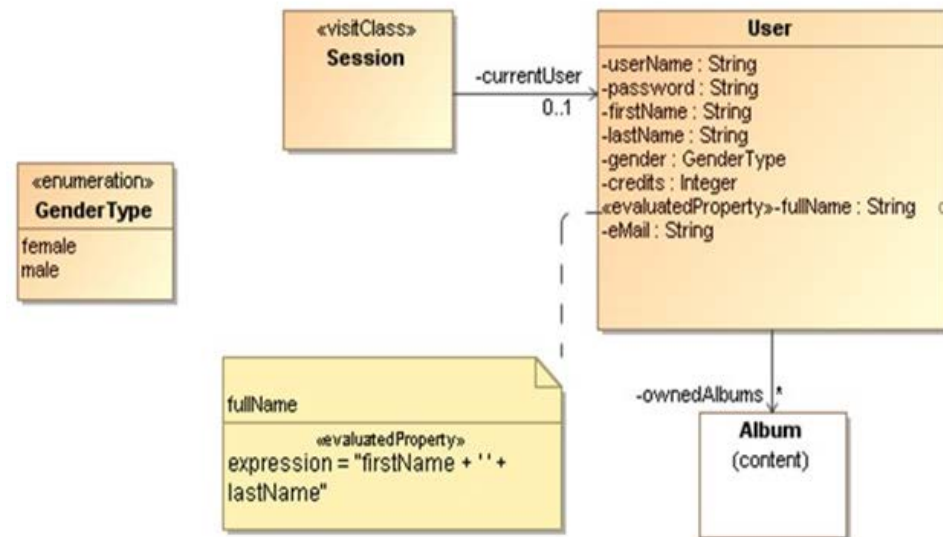 «visitClass»
Session
-currentUser
0..1
User
-userName : String
-password : String
-firstName : String
-lastName : String
-gender : GenderType
-credits : Integer
«evaluatedProperty»-fullName : String
-eMail : String
«enumeration»
GenderType
female
male
fullName
«evaluatedProperty»
expression = "firstName + ' ' +
lastName"
-ownedAlbums
*
Album
(content)